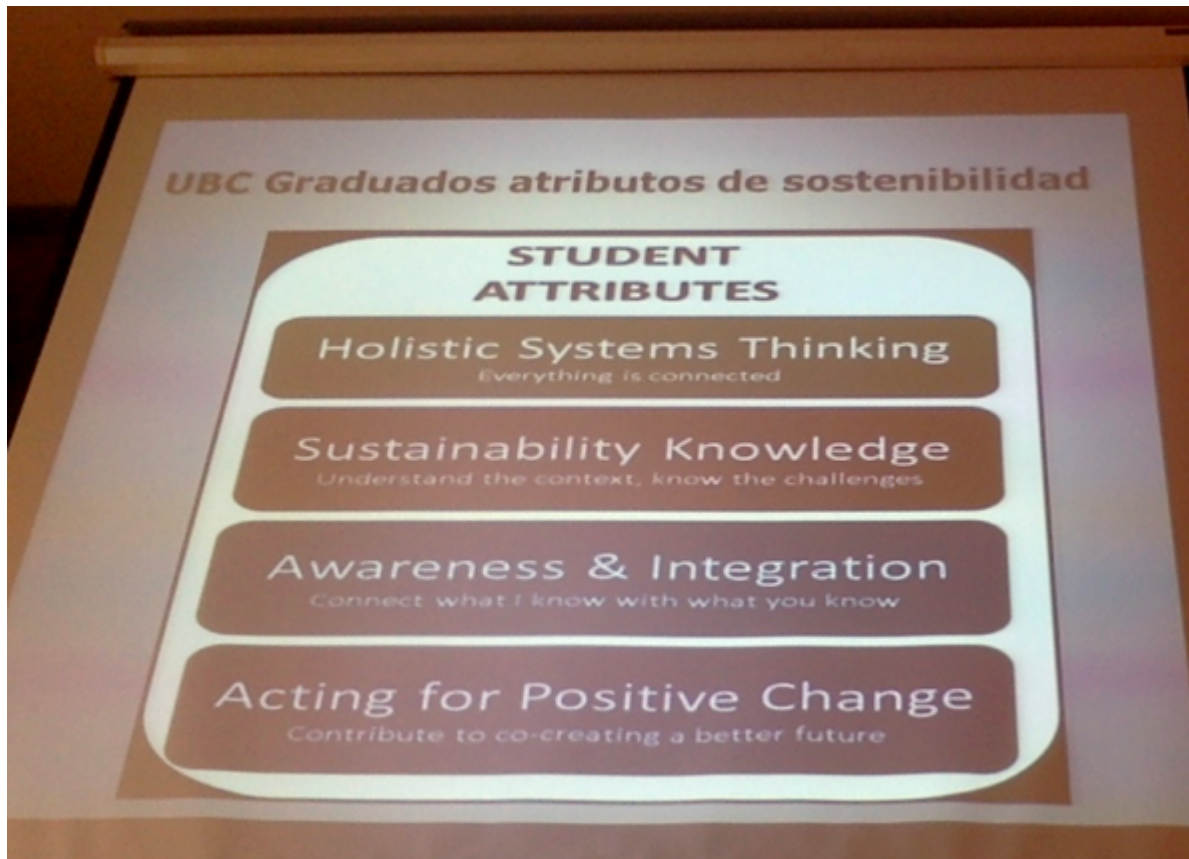 UBC Graduados atributos de sostenibilidad
STUDENT
ATTRIBUTES
Holistic Systems Thinking
Everything is connected
Sustainability Knowledge
Understand the context, know the challenges
Awareness & Integration
Connect what I know with what you know
Acting for Positive Change
Contribute to co-creating a better future